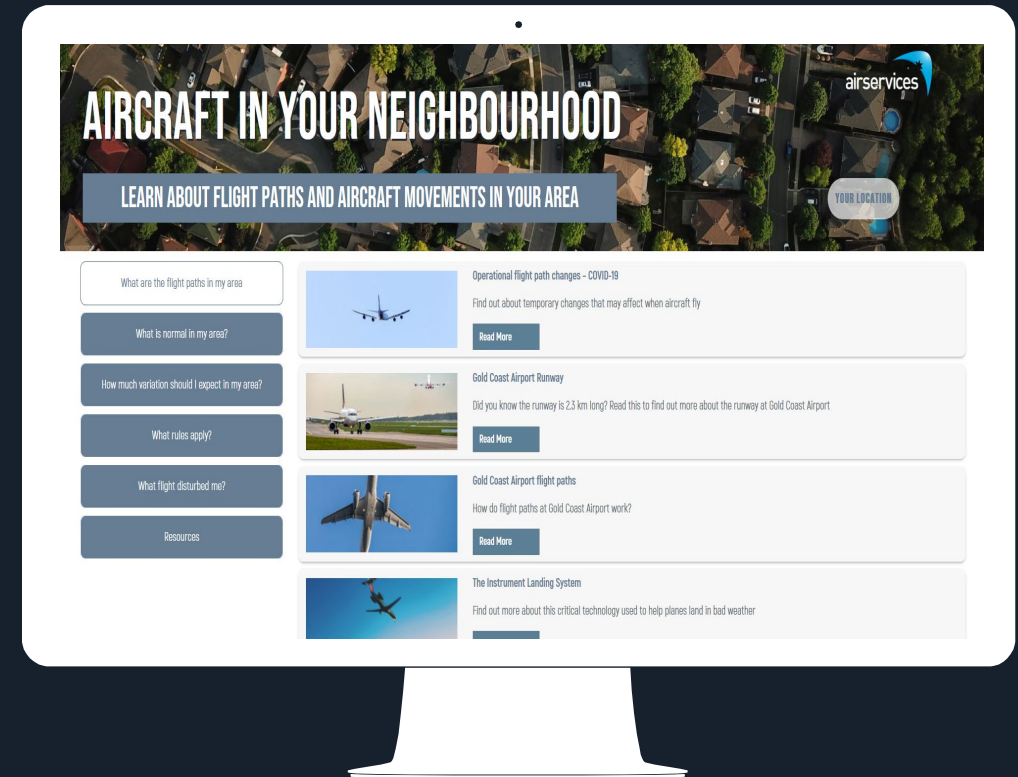 airservices
AIRCRAFT IN YOUR NEIGHBOURHOOD
LEARN ABOUT FLIGHT PATHS AND AIRCRAFT MOVEMENTS IN YOUR AREA
YOUR LOCATION
What are the flight paths in my area
What is normal in my area?
How much variation should I expect in my area?
What rules apply?
What flight disturbed me?
Resources
Operational flight path changes – COVID-19
Find out about temporary changes that may affect when aircraft fly
Read More
Gold Coast Airport Runway
Did you know the runway is 2.3 km long? Read this to find out more about the runway at Gold Coast Airport
Read More
Gold Coast Airport flight paths
How do flight paths at Gold Coast Airport work?
Read More
The Instrument Landing System
Find out more about this critical technology used to help planes land in bad weather